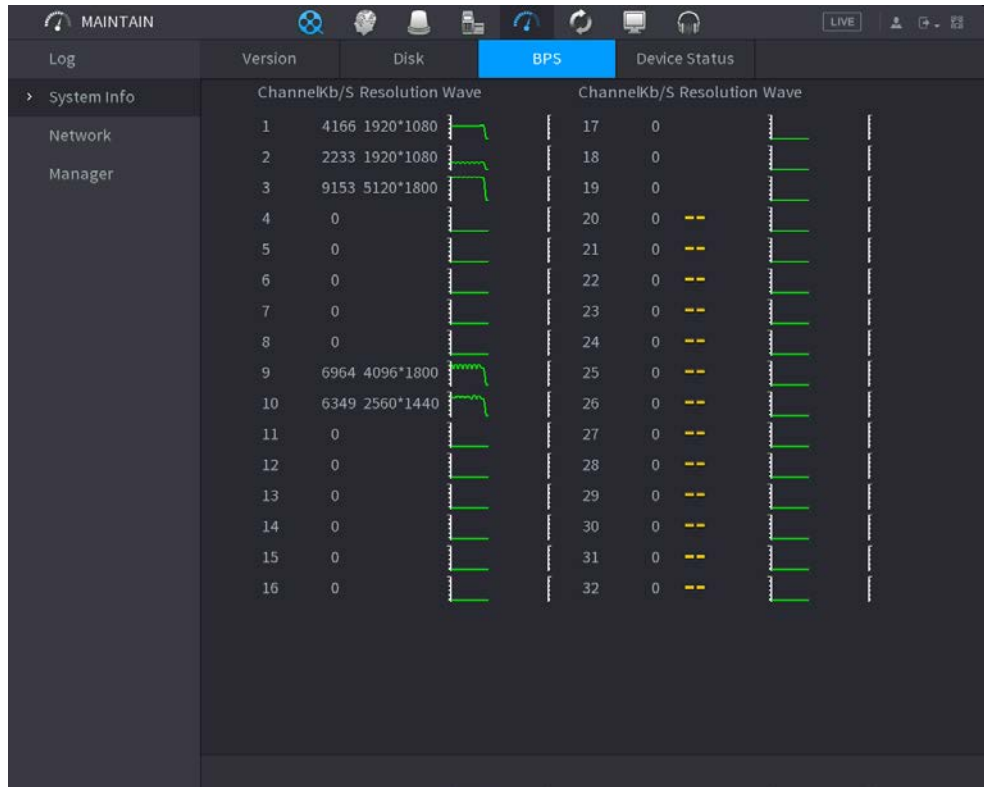 MAINTAIN LIVE
Log Version Disk BPS Device Status
> System Info ChannelKb/S Resolution Wave ChannelKb/S Resolution Wave
Network
Manager
1 4166 1920*1080 17 0
2 2233 1920*1080 18 0
3 9153 5120*1800 19 0
4 0 20 0 --
5 0 21 0 --
6 0 22 0 --
7 0 23 0 --
8 0 24 0 --
9 6964 4096*1800 25 0 --
10 6349 2560*1440 26 0 --
11 0 27 0 --
12 0 28 0 --
13 0 29 0 --
14 0 30 0 --
15 0 31 0 --
16 0 32 0 --